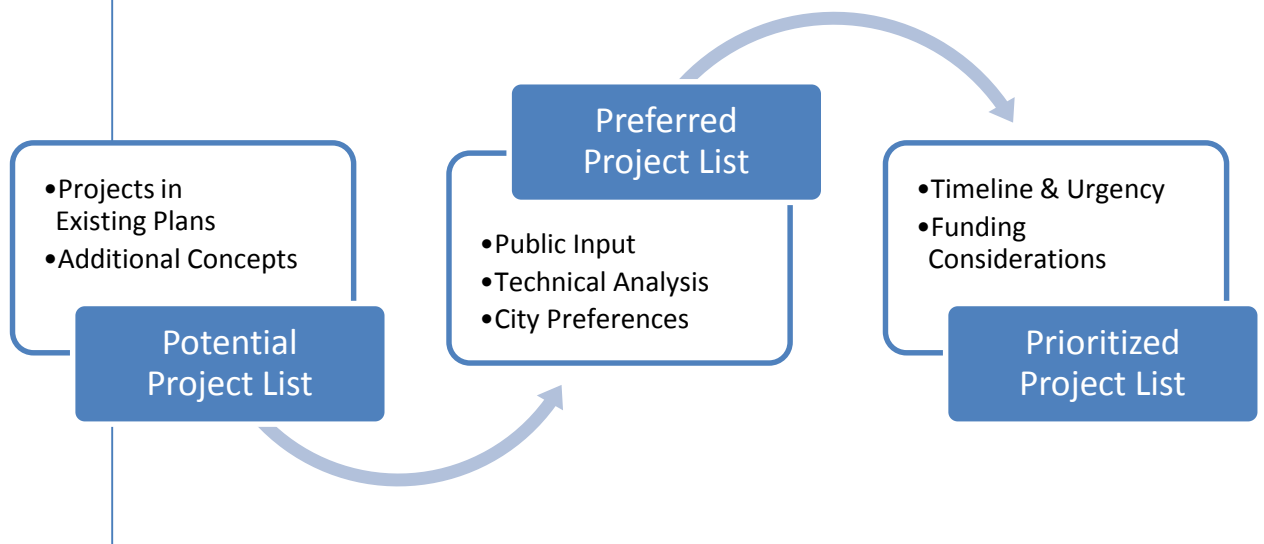 •Projects in
Existing Plans
•Additional Concepts
Potential
Project List
Preferred
Project List
•Public Input
•Technical Analysis
•City Preferences
•Timeline & Urgency
•Funding
Considerations
Prioritized
Project List